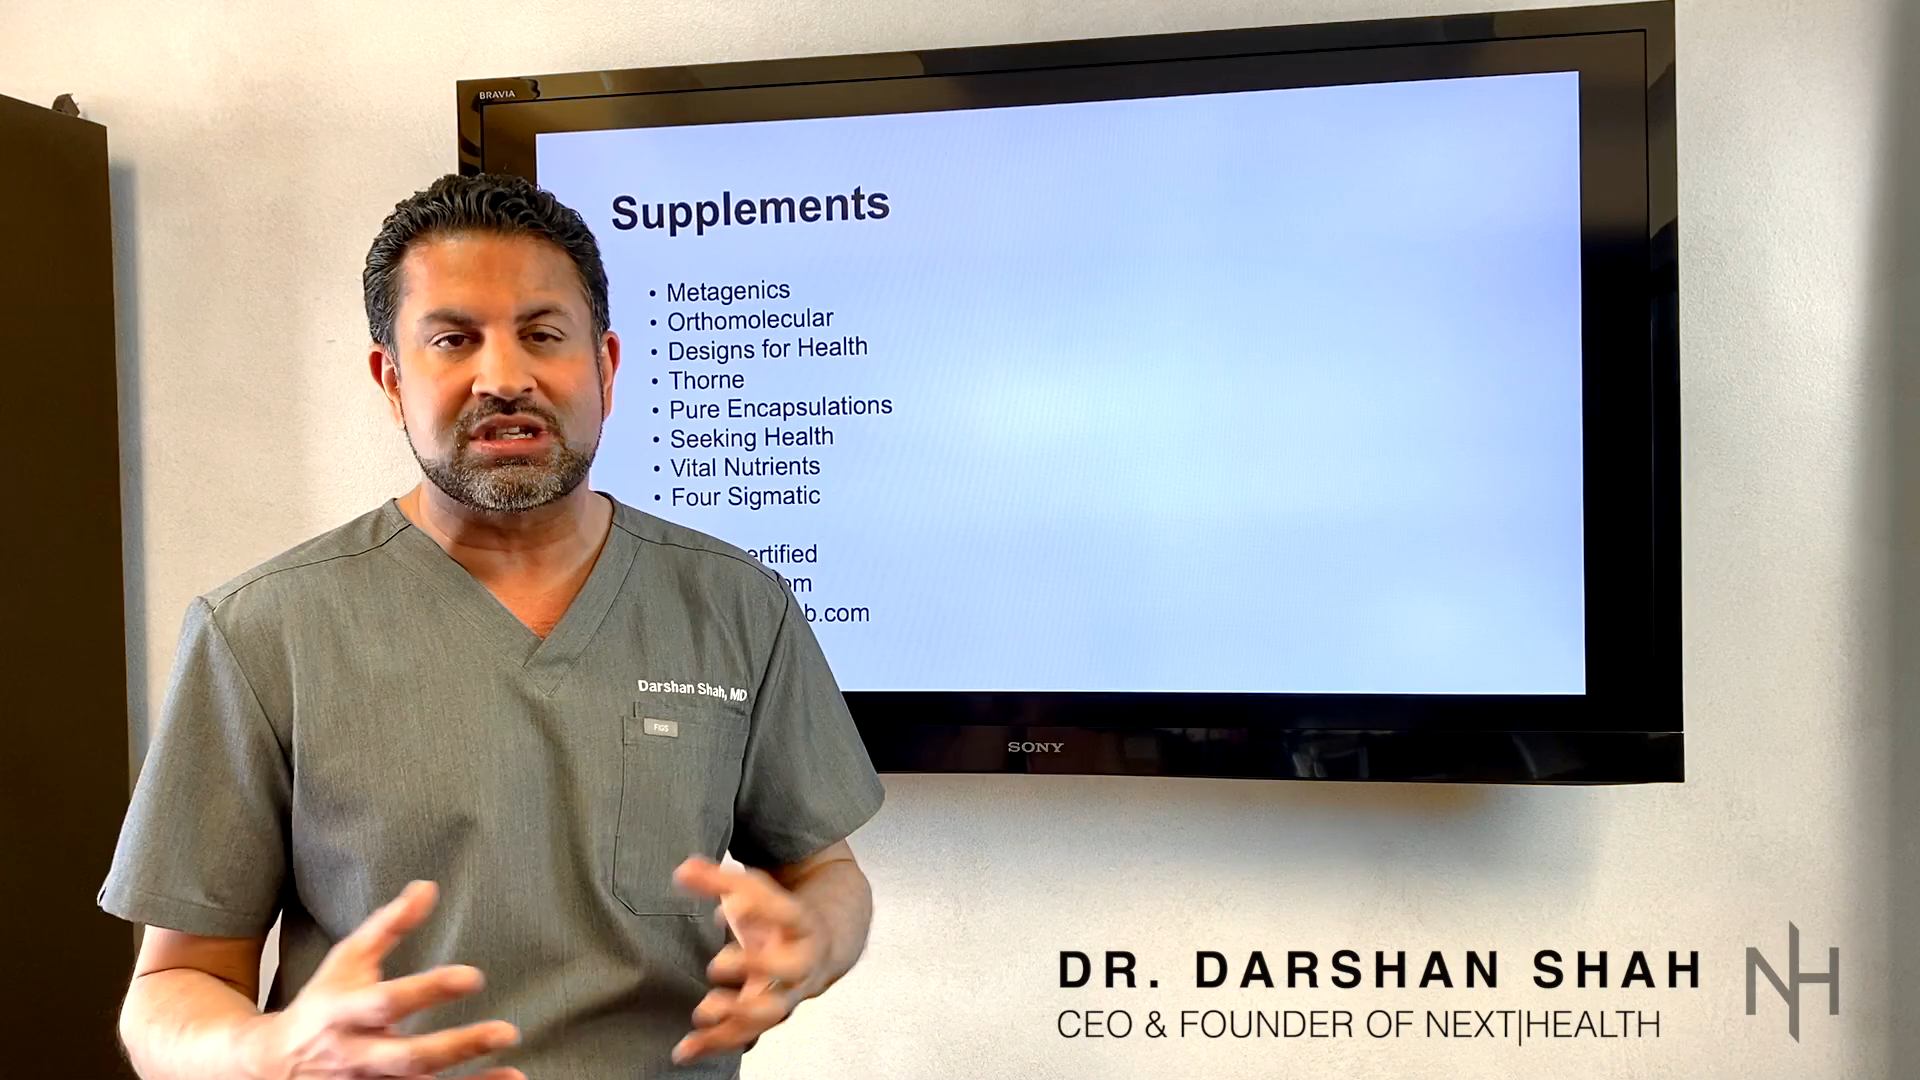 BRAVIA
Supplements
• Metagenics
• Orthomolecular
• Designs for Health
• Thorne
• Pure Encapsulations
• Seeking Health
• Vital Nutrients
• Four Sigmatic
Darshan Shah, MD
FIGS
SONY
DR. DARSHAN SHAH
CEO & FOUNDER OF NEXT|HEALTH
NH